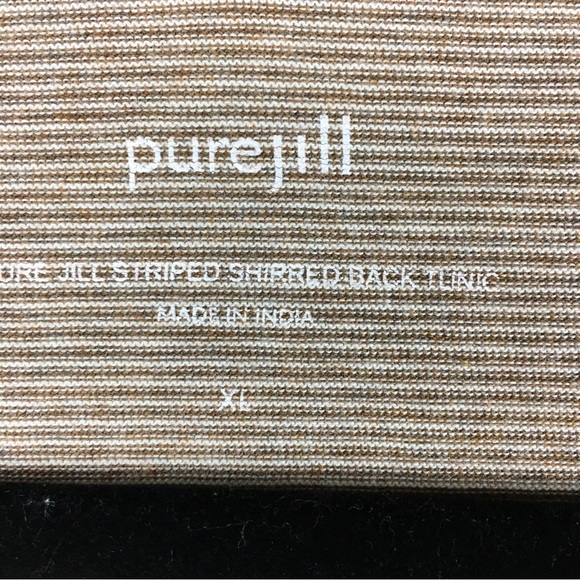 purejill
URE JILL STRIPED SHIRRED BACK TUNIC
MADE IN INDIA
XL